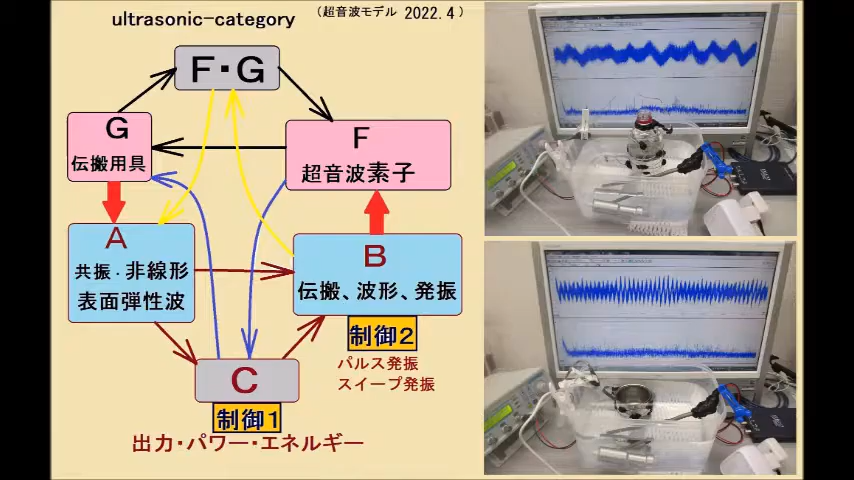 ultrasonic-category
(超音波モデル 2022.4)
F・G
G
伝搬用具
F
超音波素子
A
共振・非線形
表面弾性波
B
伝搬、波形、発振
制御2
パルス発振
スイープ発振
C
制御1
出力・パワー・エネルギー